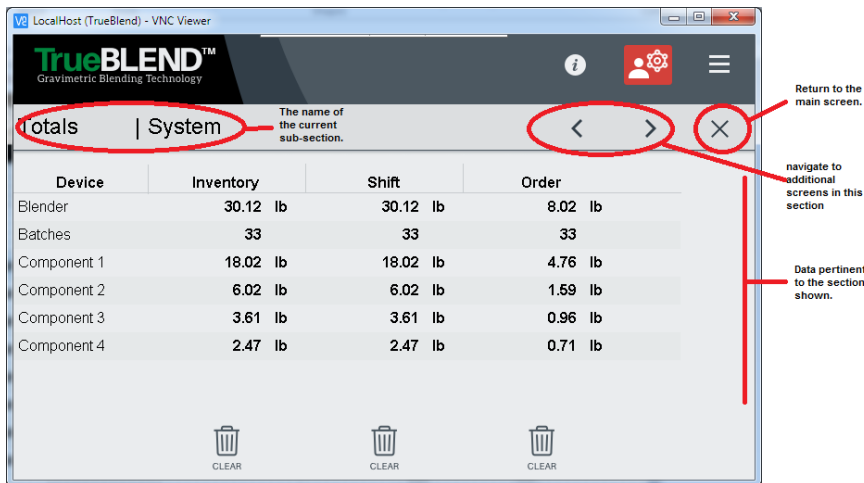 LocalHost (TrueBlend) - VNC Viewer
TrueBLEND™
Gravimetric Blending Technology
Return to the
main screen.
Totals | System
The name of
the current
sub-section.
navigate to
additional
screens in this
section
Device Inventory Shift Order
Blender 30.12 lb 30.12 lb 8.02 lb
Batches 33 33 33
Component 1 18.02 lb 18.02 lb 4.76 lb
Component 2 6.02 lb 6.02 lb 1.59 lb
Component 3 3.61 lb 3.61 lb 0.96 lb
Component 4 2.47 lb 2.47 lb 0.71 lb
Data pertinent
to the section
shown.
CLEAR CLEAR CLEAR